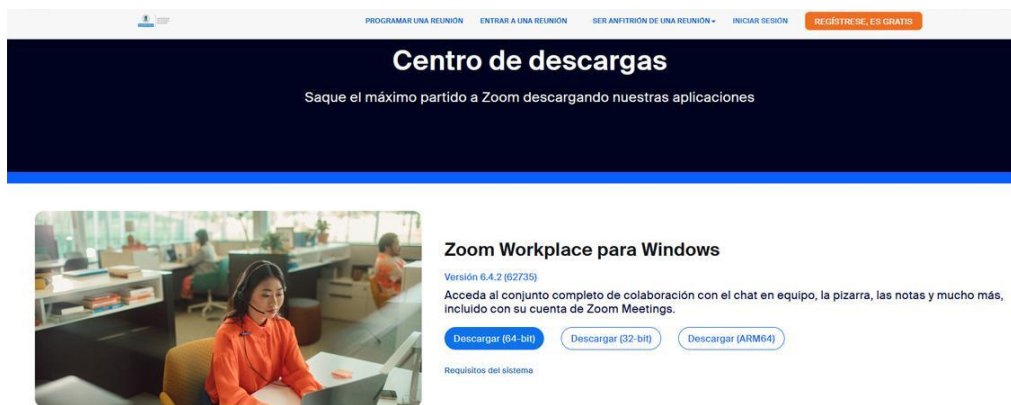 PROGRAMAR UNA REUNIÓN ENTRAR A UNA REUNIÓN SER ANFITRIÓN DE UNA REUNIÓN INICIAR SESIÓN REGÍSTRESE, ES GRATIS
Centro de descargas
Saque el máximo partido a Zoom descargando nuestras aplicaciones
Zoom Workplace para Windows
Versión 6.4.2 (62735)
Acceda al conjunto completo de colaboración con el chat en equipo, la pizarra, las notas y mucho más,
incluido con su cuenta de Zoom Meetings.
Descargar (64-bit) Descargar (32-bit) Descargar (ARM64)
Requisitos del sistema